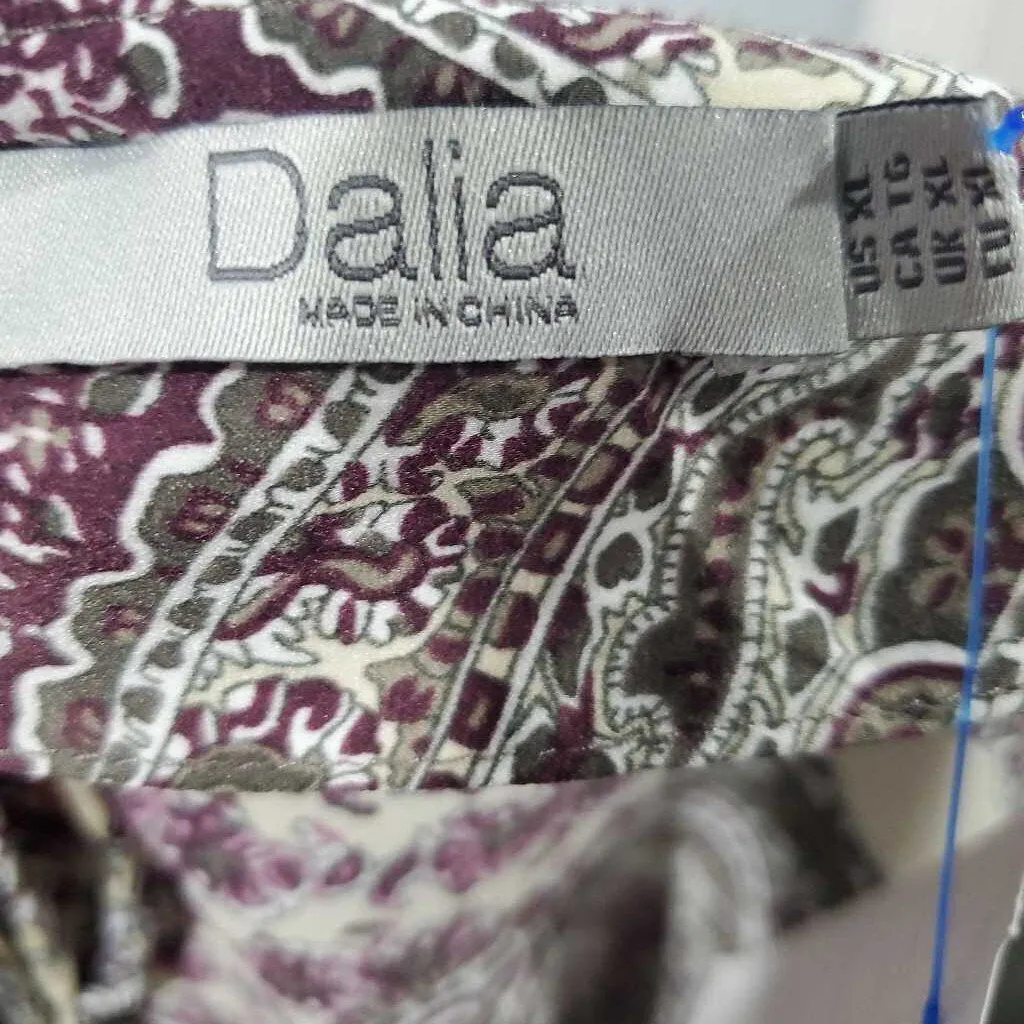 Dalia
MADE IN CHINA
US XL
CA TG
UK XL
EU XL